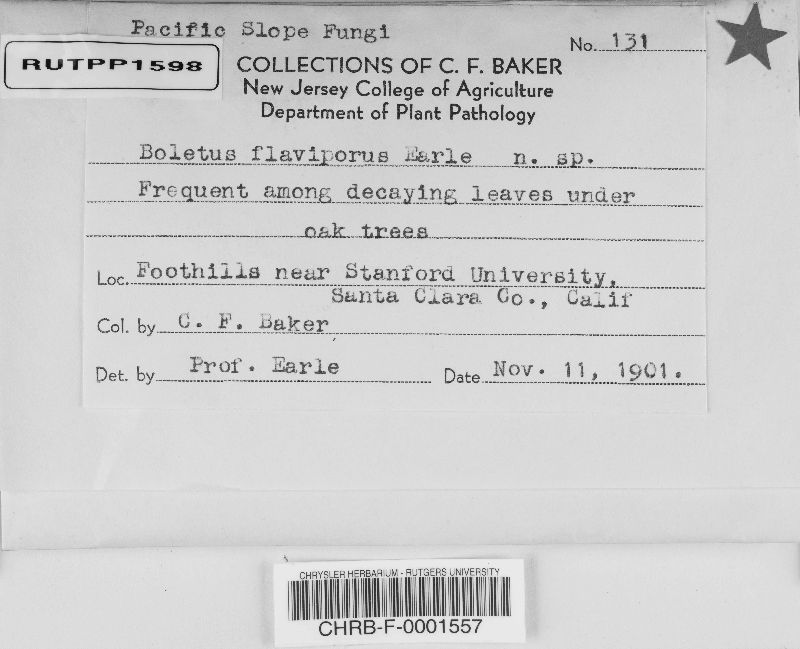 Pacific Slope Fungi
No. 131
RUTPP1598
COLLECTIONS OF C. F. BAKER
New Jersey College of Agriculture
Department of Plant Pathology
Boletus flaviporus Earle n. sp.
Frequent among decaying leaves under
oak trees
Loc. Foothills near Stanford University,
Santa Clara Co., Calif
Col. by C. F. Baker
Det. by Prof. Earle Date Nov. 11, 1901.
CHRYSLER HERBARIUM - RUTGERS UNIVERSITY
CHRB-F-0001557